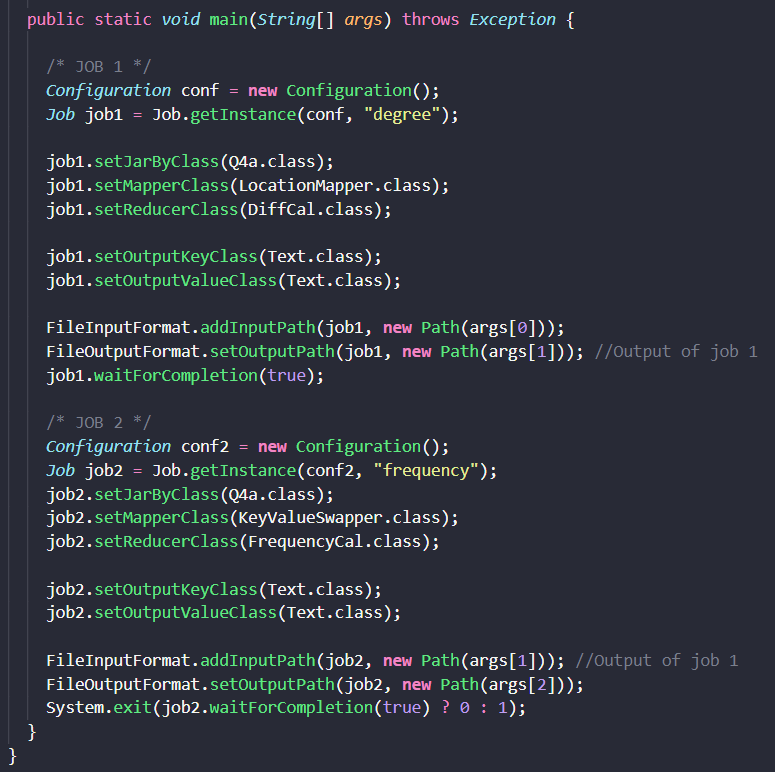 public static void main(String[] args) throws Exception {
/* JOB 1 */
Configuration conf = new Configuration();
Job job1 = Job.getInstance(conf, "degree");
job1.setJarByClass(Q4a.class);
job1.setMapperClass(LocationMapper.class);
job1.setReducerClass(DiffCal.class);
job1.setOutputKeyClass(Text.class);
job1.setOutputValueClass(Text.class);
FileInputFormat.addInputPath(job1, new Path(args[0]));
FileOutputFormat.setOutputPath(job1, new Path(args[1])); //Output of job 1
job1.waitForCompletion(true);
/* JOB 2 */
Configuration conf2 = new Configuration();
Job job2 = Job.getInstance(conf2, "frequency");
job2.setJarByClass(Q4a.class);
job2.setMapperClass(KeyValueSwapper.class);
job2.setReducerClass(FrequencyCal.class);
job2.setOutputKeyClass(Text.class);
job2.setOutputValueClass(Text.class);
FileInputFormat.addInputPath(job2, new Path(args[1])); //Output of job 1
FileOutputFormat.setOutputPath(job2, new Path(args[2]));
System.exit(job2.waitForCompletion(true) ? 0 : 1);
}
}